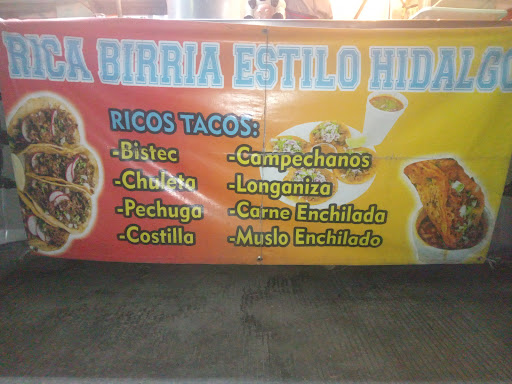 RICA BIRRIA ESTILO HIDALGO
RICOS TACOS:
-Bistec
-Chuleta
-Pechuga
-Costilla
-Campechanos
-Longaniza
-Carne Enchilada
-Muslo Enchilado